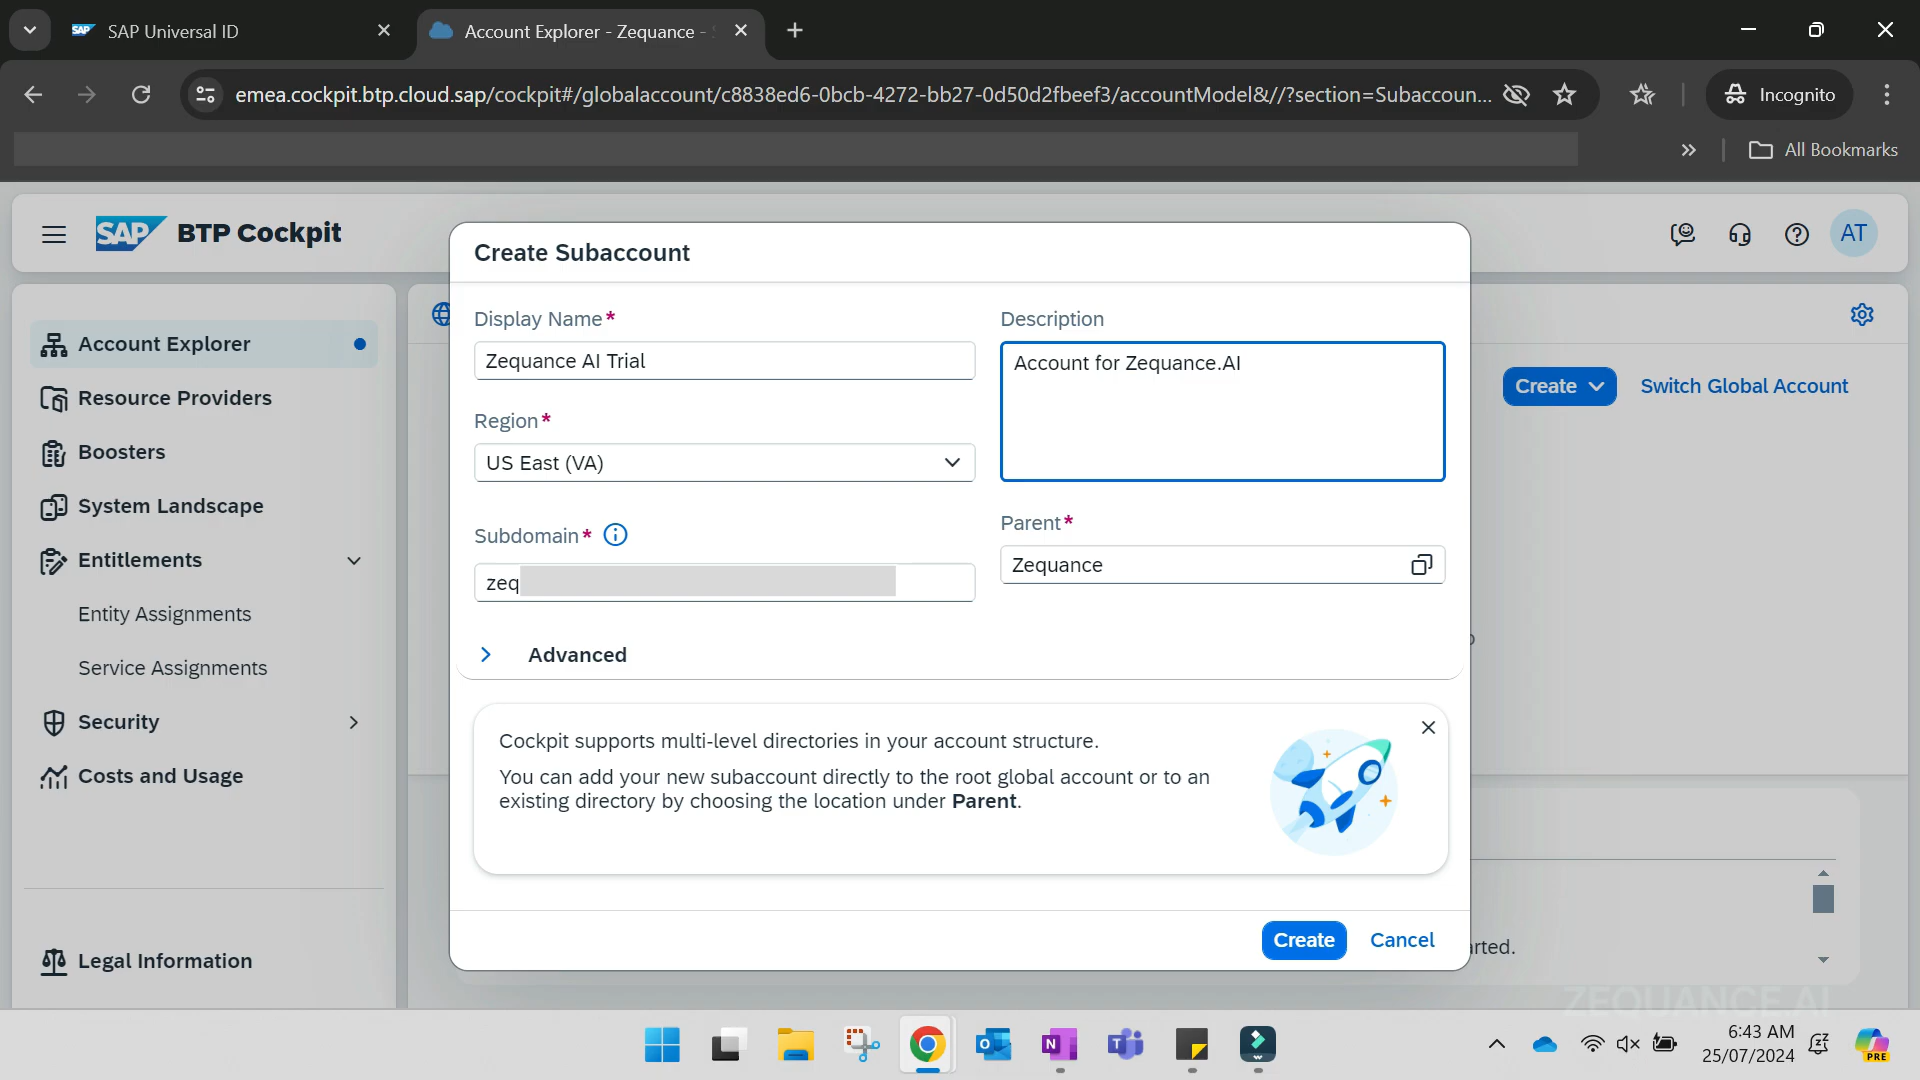 SAP Universal ID
Account Explorer - Zequance -
emea.cockpit.btp.cloud.sap/cockpit#/globalaccount/c8838ed6-0bcb-4272-bb27-0d50d2fbeef3/accountModel&//?section=Subaccoun...
Incognito
All Bookmarks
SAP BTP Cockpit
AT
Account Explorer
Resource Providers
Boosters
System Landscape
Entitlements
Entity Assignments
Service Assignments
Security
Costs and Usage
Legal Information
Create
Switch Global Account
Create Subaccount
Display Name*
Zequance AI Trial
Description
Account for Zequance.AI
Region*
US East (VA)
Subdomain*
zeq
Parent*
Zequance
Advanced
Cockpit supports multi-level directories in your account structure.
You can add your new subaccount directly to the root global account or to an
existing directory by choosing the location under Parent.
Create
Cancel
arted.
ZEQUANCE.AI
6:43 AM
25/07/2024
PRE